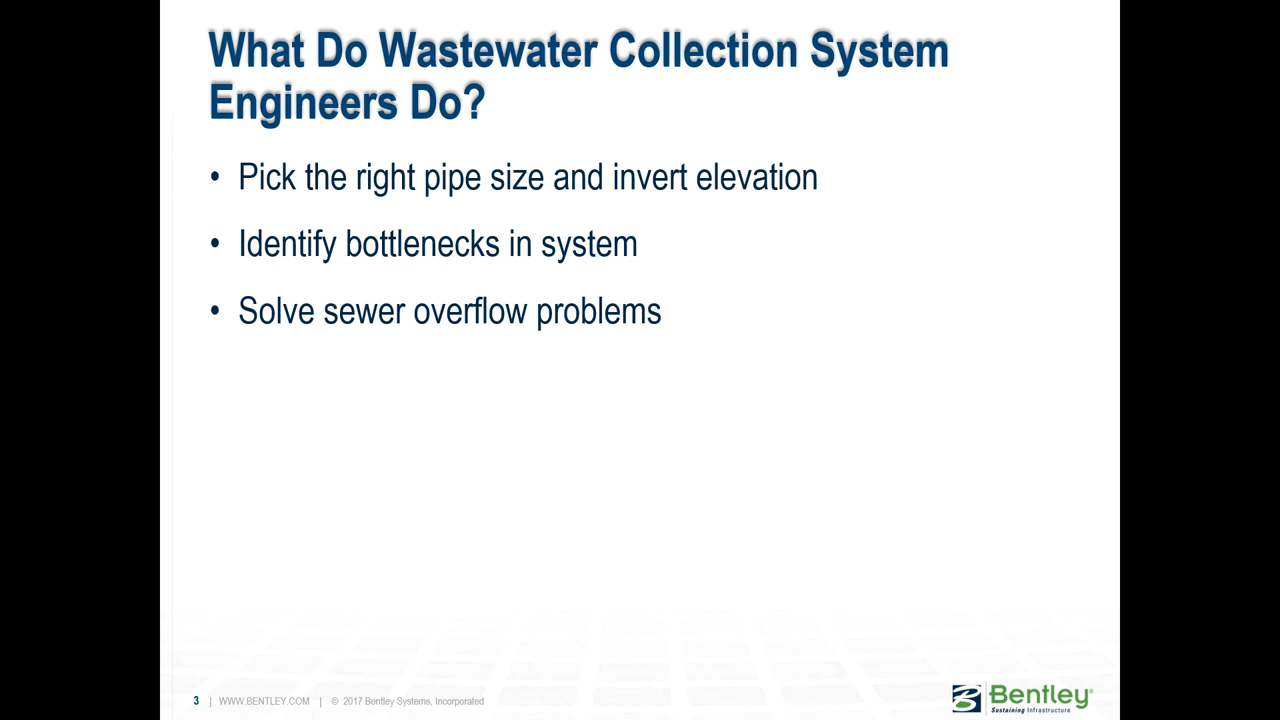 What Do Wastewater Collection System
Engineers Do?
• Pick the right pipe size and invert elevation
• Identify bottlenecks in system
• Solve sewer overflow problems
3 | WWW.BENTLEY.COM | © 2017 Bentley Systems, Incorporated
Bentley®
Sustaining Infrastructure